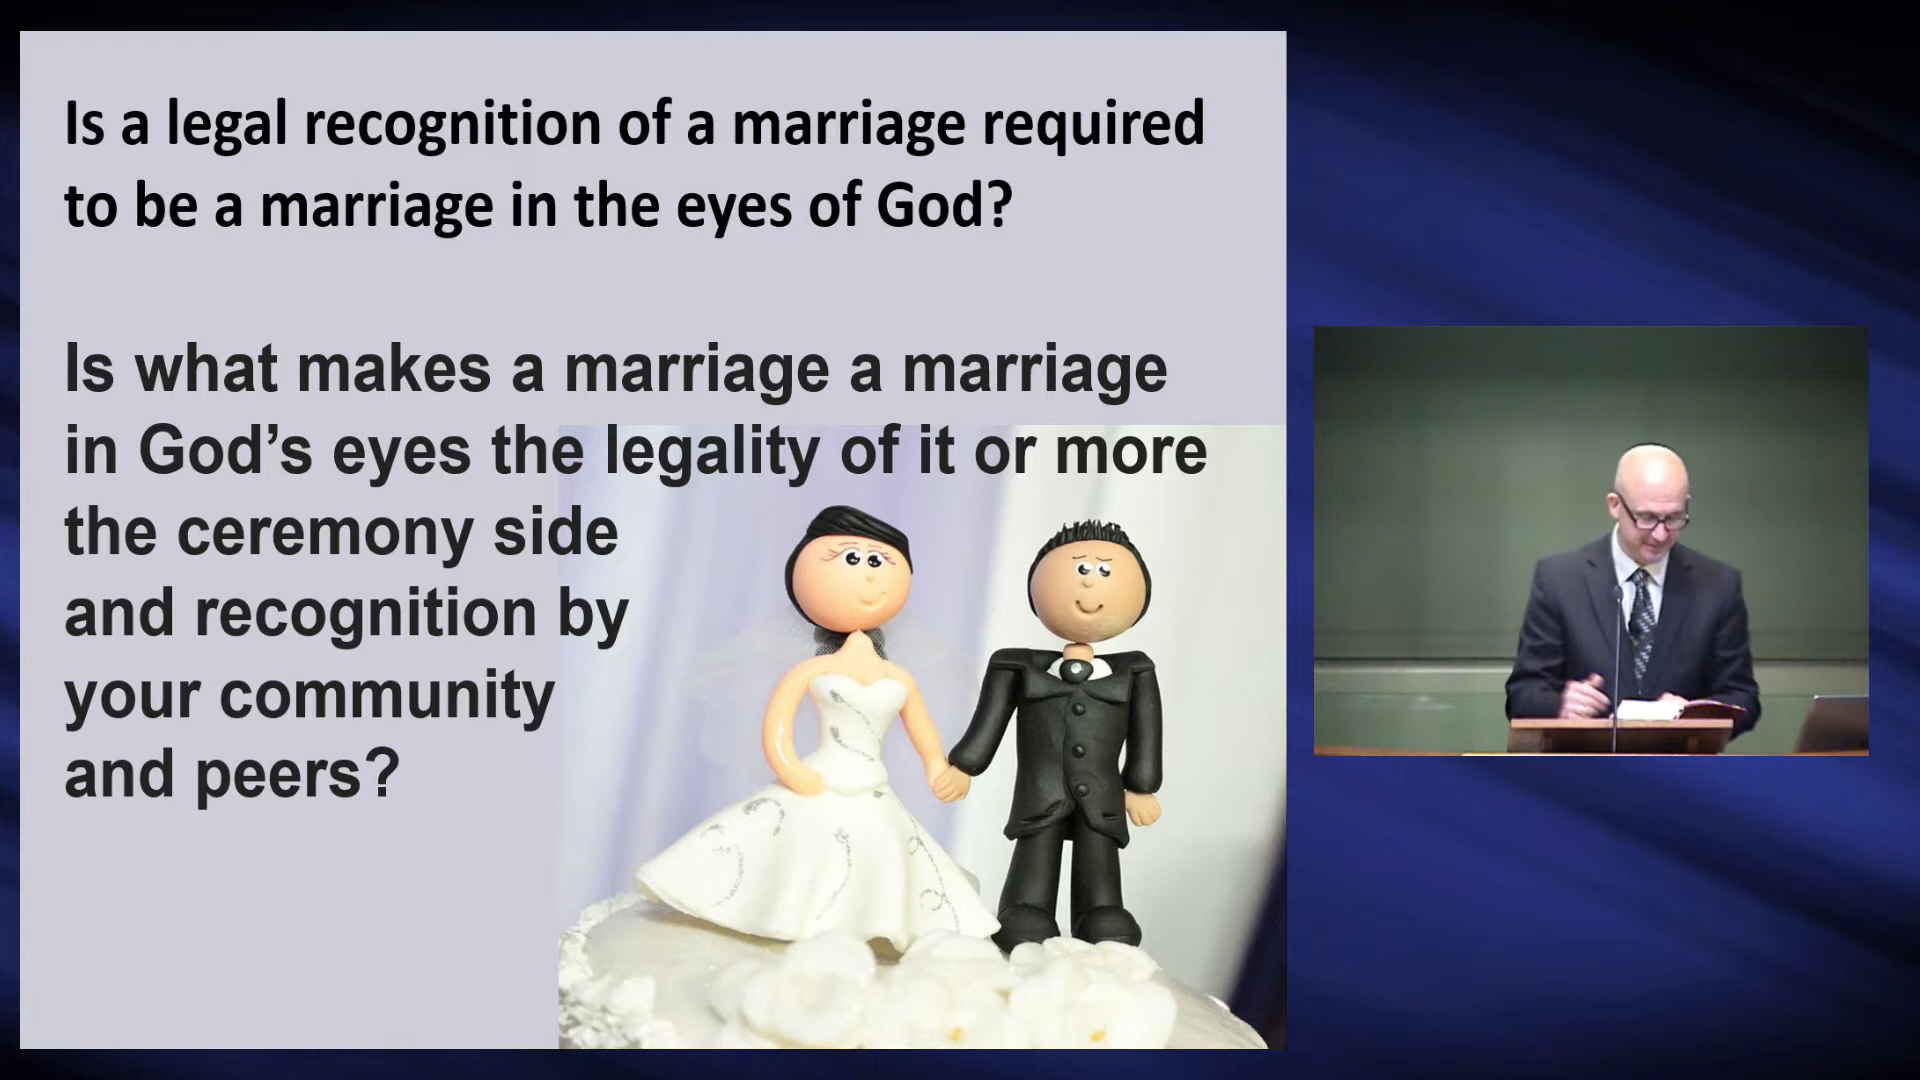 Is a legal recognition of a marriage required
to be a marriage in the eyes of God?
Is what makes a marriage a marriage
in God’s eyes the legality of it or more
the ceremony side
and recognition by
your community
and peers?